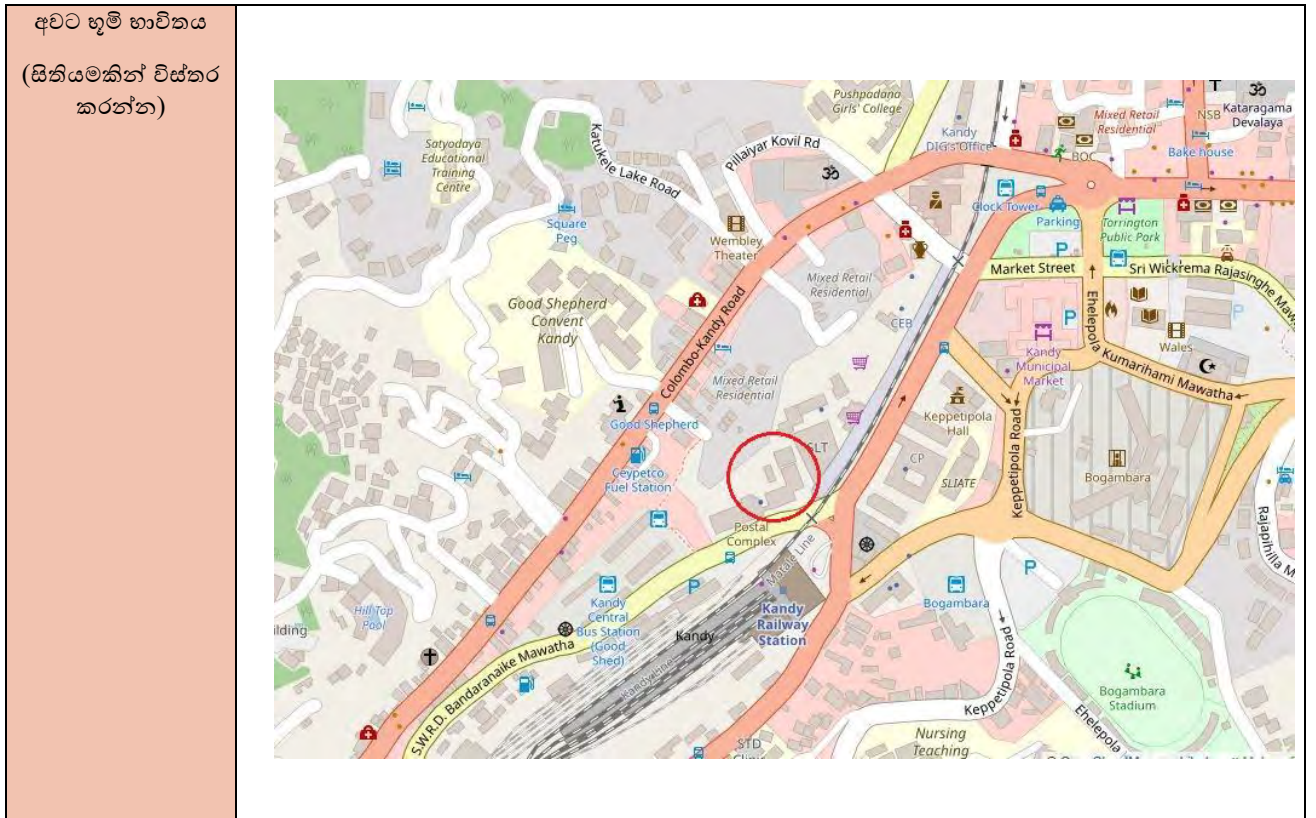 අවට භූමි භාවිතය
(සිතියමකින් විස්තර
කරන්න)
Pushpadana
Girls' College
Kandy
DIG's Office
Mixed Retail
Residential
NSB
Kataragama
Devalaya
BOC
Bake house
Satyodaya
Educational
Training
Centre
Katukele Lake Road
Pillaiyar Kovil Rd
Square
Peg
Wembley
Theater
Clock Tower
Parking
Torrington
Public Park
Market Street
Sri Wickrema Rajasinghe Maw
Mixed Retail
Residential
Good Shepherd
Convent
Kandy
Colombo-Kandy Road
CEB
Ehelepola Kumarihami Mawatha
Wales
Kandy
Municipal
Market
Mixed Retail
Residential
Keppetipola
Hall
Good Shepherd
Keppetipola Road
SLT
CP
SLIATE
Bogambara
Ceypetco
Fuel Station
Postal
Complex
Matale Line
Rajapihilla M
Hill Top
Pool
ilding
Kandy
Central
Bus Station
(Good
Shed)
Kandy
Kandy
Railway
Station
Bogambara
S.W.R.D. Bandaranaike Mawatha
Kandy Line
Keppetipola Road
Bogambara
Stadium
Ehelepola
Nursing
Teaching
STD